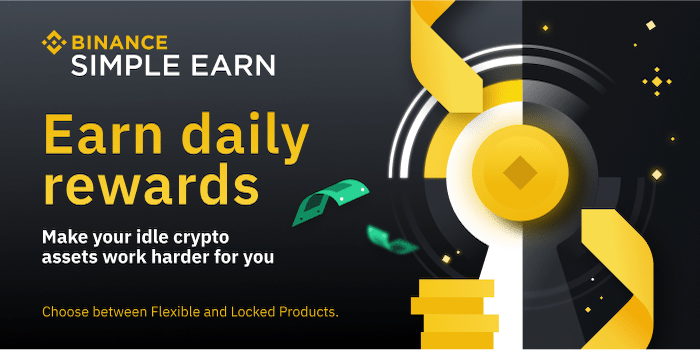 BINANCE
SIMPLE EARN
Earn daily
rewards
Make your idle crypto
assets work harder for you
Choose between Flexible and Locked Products.